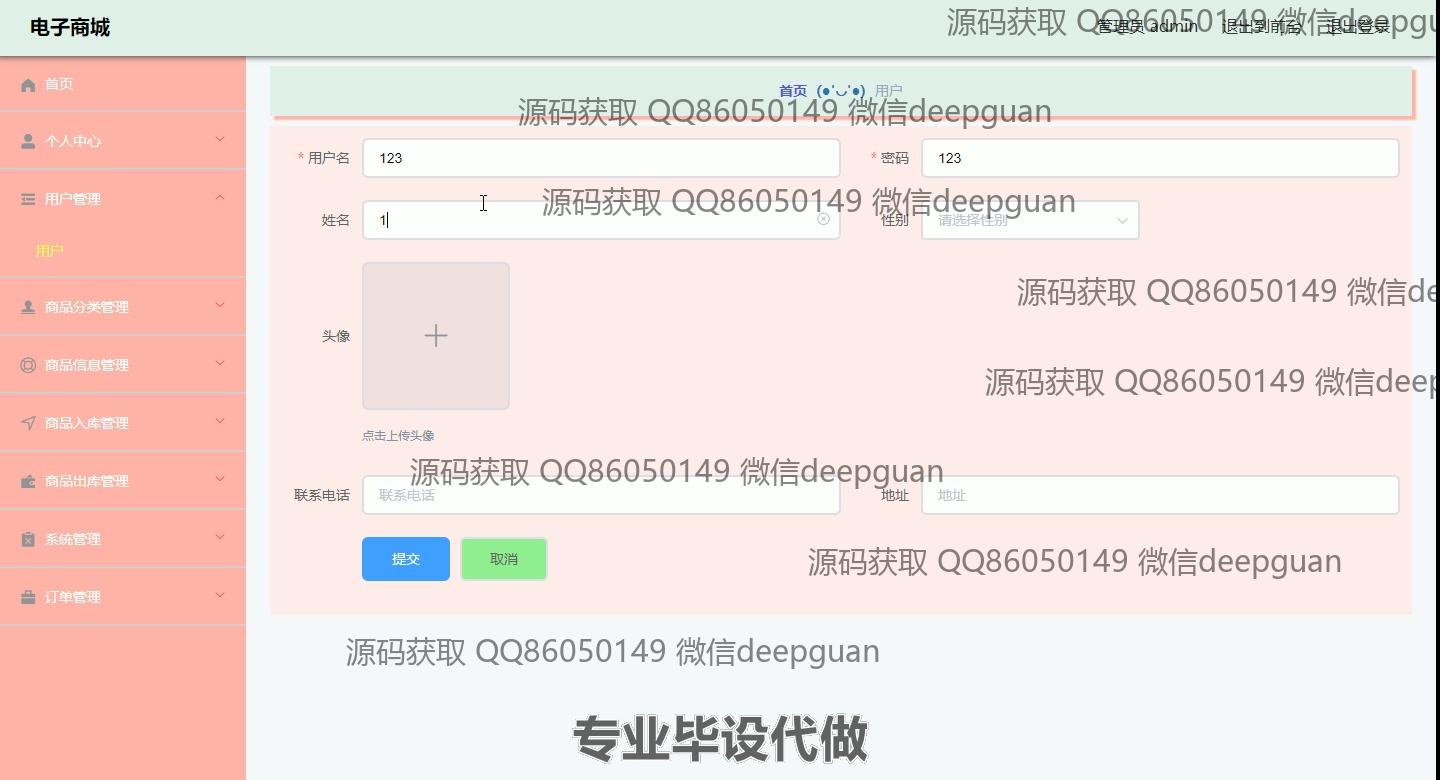 电子商城
管理员 admin 退出到前台 退出登录
源码获取 QQ86050149 微信deepgu
首页
个人中心
用户管理
用户
商品分类管理
商品信息管理
商品入库管理
商品出库管理
系统管理
订单管理
首页 (●'◡'●) 用户
源码获取 QQ86050149 微信deepguan
* 用户名 123 * 密码 123
源码获取 QQ86050149 微信deepguan
姓名 1 性别 请选择性别
源码获取 QQ86050149 微信de
头像
源码获取 QQ86050149 微信deep
点击上传头像
源码获取 QQ86050149 微信deepguan
联系电话 联系电话 地址 地址
提交 取消
源码获取 QQ86050149 微信deepguan
源码获取 QQ86050149 微信deepguan
专业毕设代做